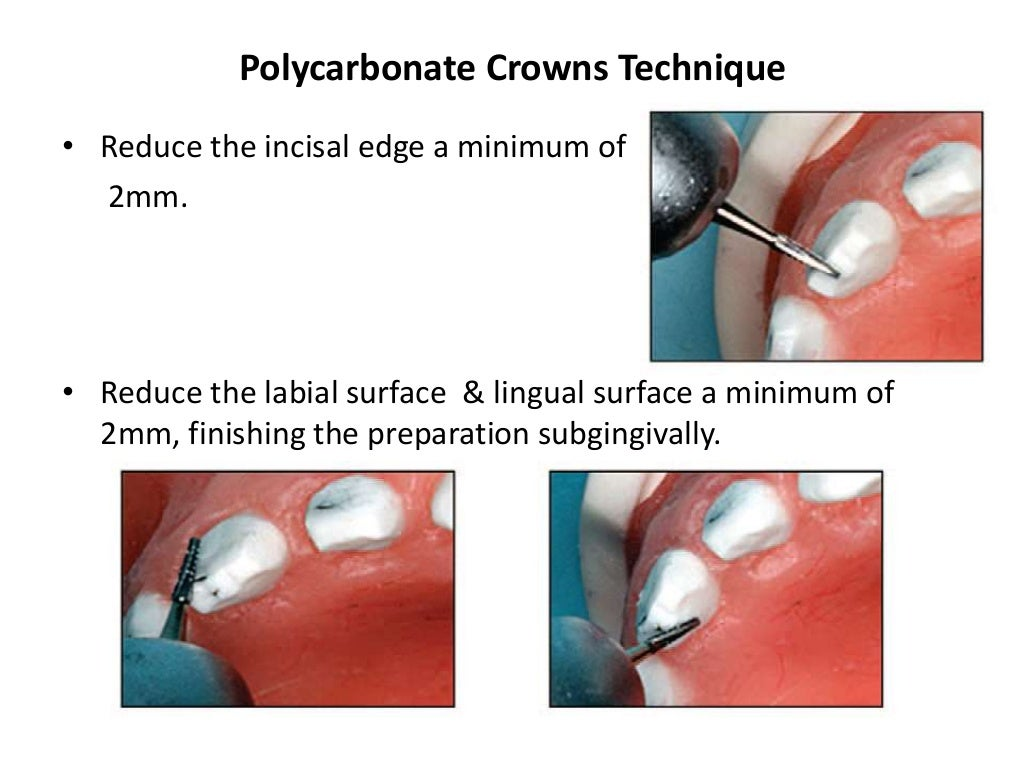 Polycarbonate Crowns Technique
• Reduce the incisal edge a minimum of
2mm.
• Reduce the labial surface & lingual surface a minimum of
2mm, finishing the preparation subgingivally.